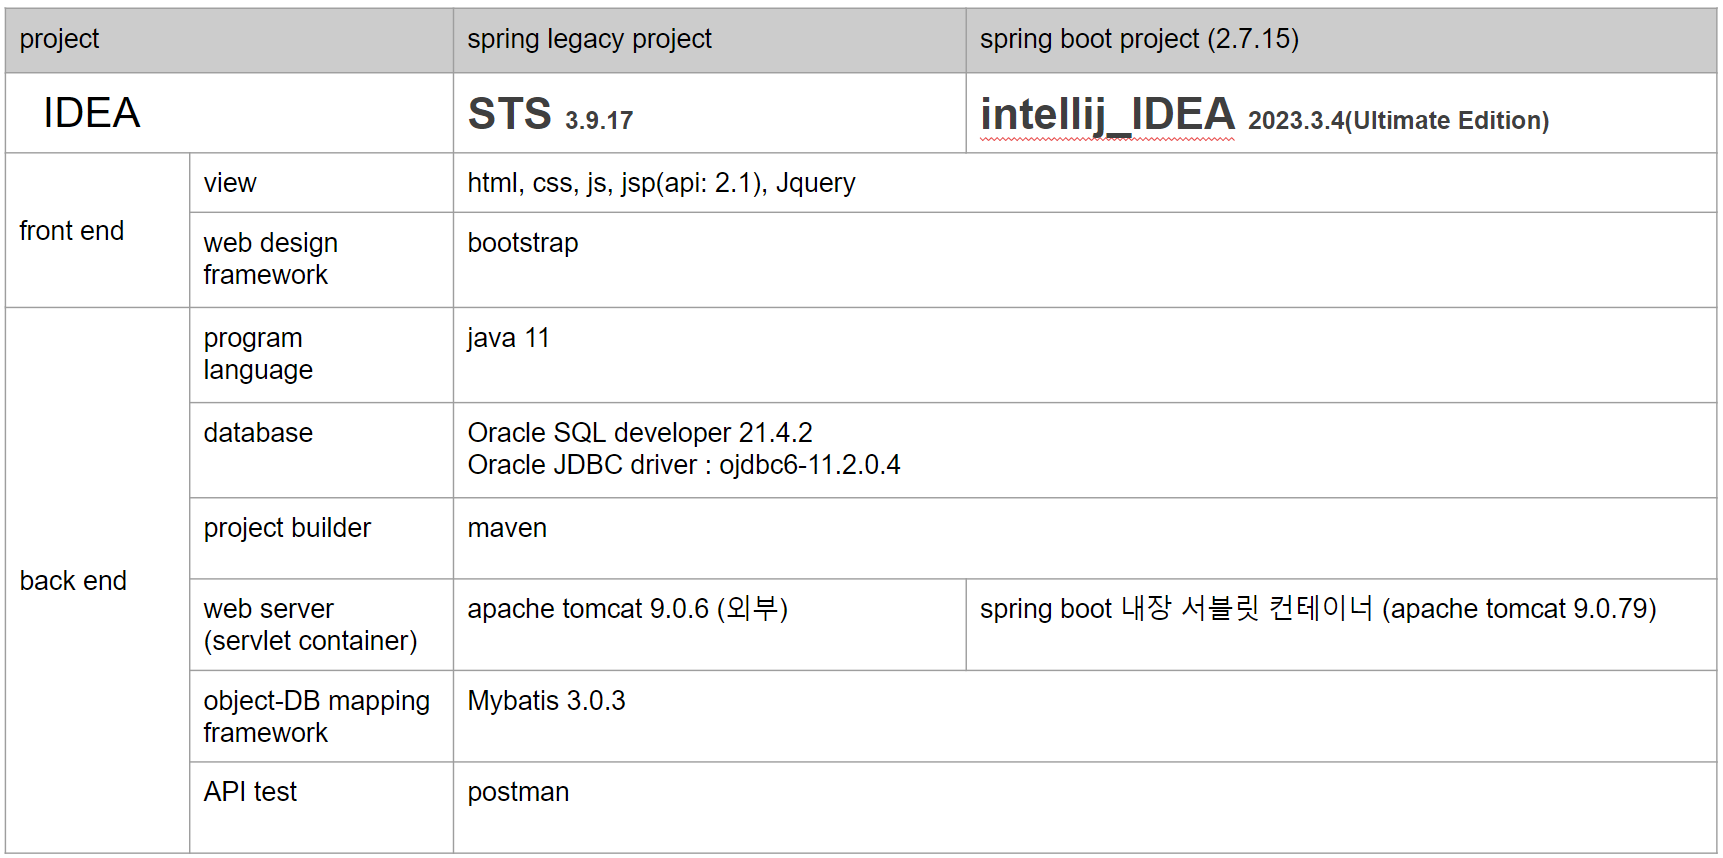 project
spring legacy project
spring boot project (2.7.15)
IDEA
STS 3.9.17
intellij_IDEA 2023.3.4(Ultimate Edition)
front end
view
html, css, js, jsp(api: 2.1), Jquery
web design
framework
bootstrap
back end
program
language
java 11
database
Oracle SQL developer 21.4.2
Oracle JDBC driver : ojdbc6-11.2.0.4
project builder
maven
web server
(servlet container)
apache tomcat 9.0.6 (외부)
spring boot 내장 서블릿 컨테이너 (apache tomcat 9.0.79)
object-DB mapping
framework
Mybatis 3.0.3
API test
postman